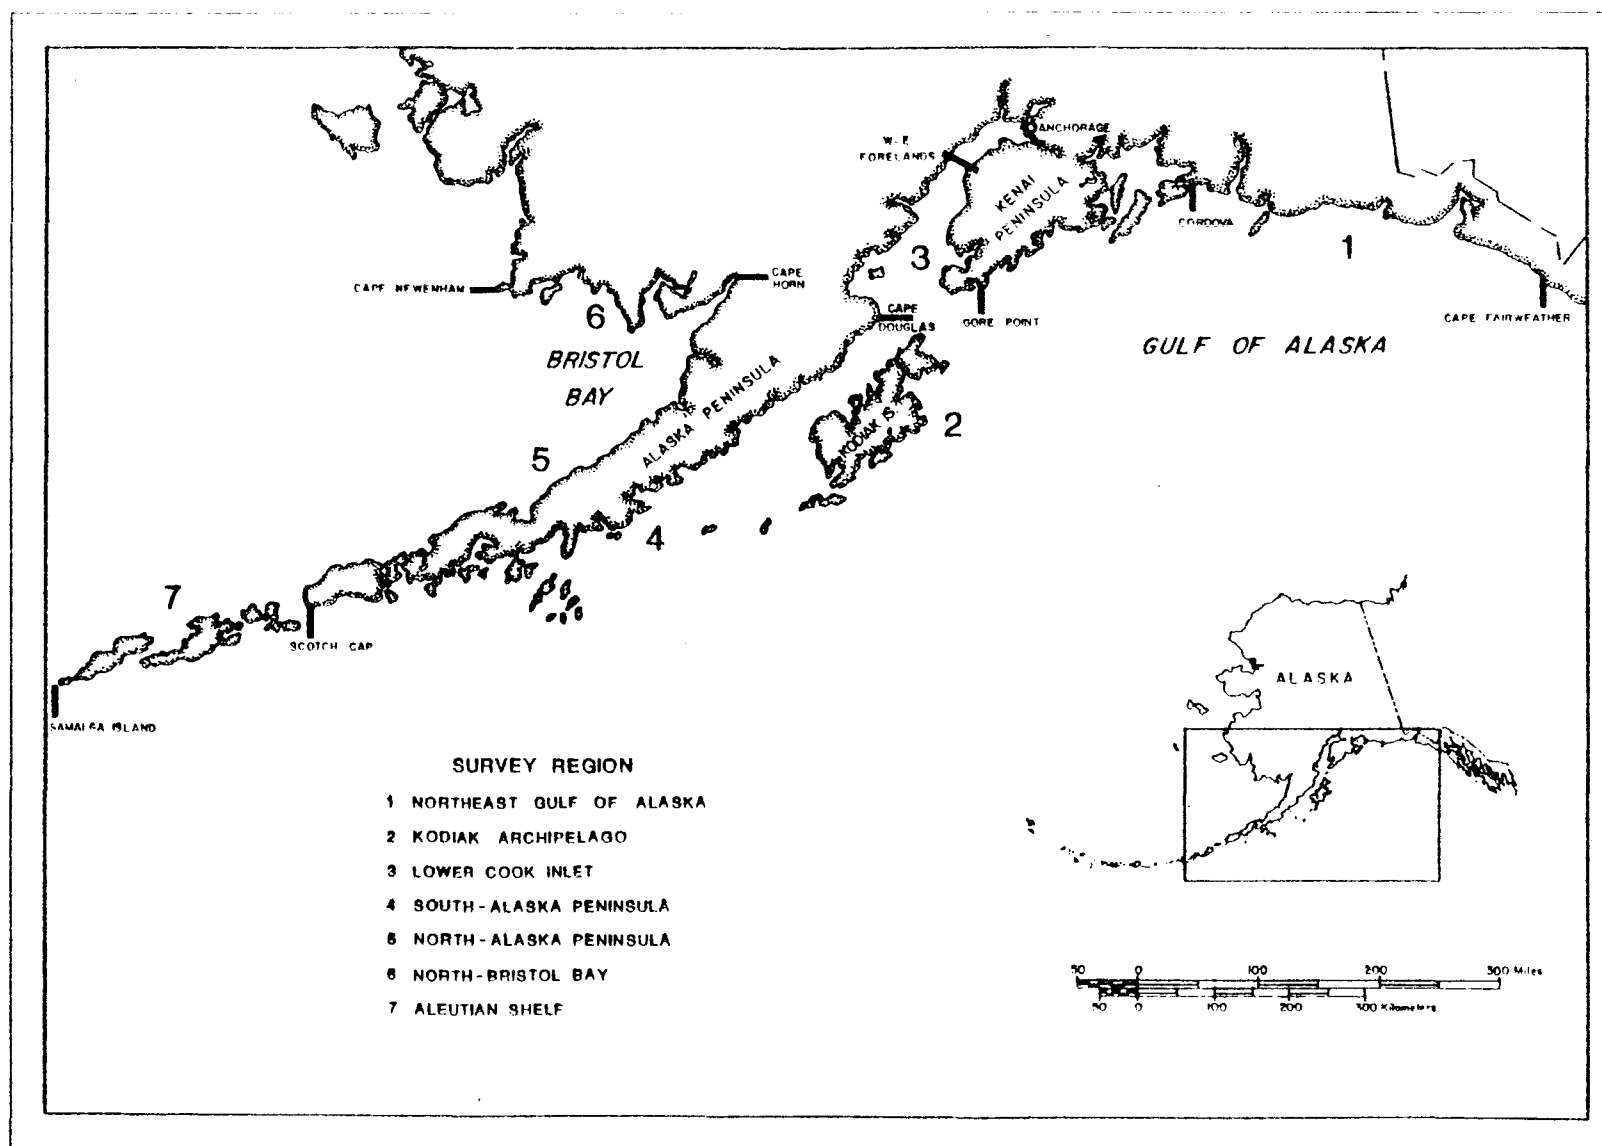 W-E
FORELANDS
ANCHORAGE
KENAI
PENINSULA
CORDOVA
1
3
CAPE NEWENHAM
CAPE
HORN
6
CAPE
DOUGLAS
GORE POINT
CAPE FAIRWEATHER
GULF OF ALASKA
BRISTOL
BAY
ALASKA PENINSULA
KODIAK IS.
2
5
4
7
SCOTCH CAP
SAMALGA ISLAND
ALASKA
SURVEY REGION
1 NORTHEAST GULF OF ALASKA
2 KODIAK ARCHIPELAGO
3 LOWER COOK INLET
4 SOUTH-ALASKA PENINSULA
5 NORTH-ALASKA PENINSULA
6 NORTH-BRISTOL BAY
7 ALEUTIAN SHELF
50 0 100 200 300 Miles
50 0 100 200 300 Kilometers